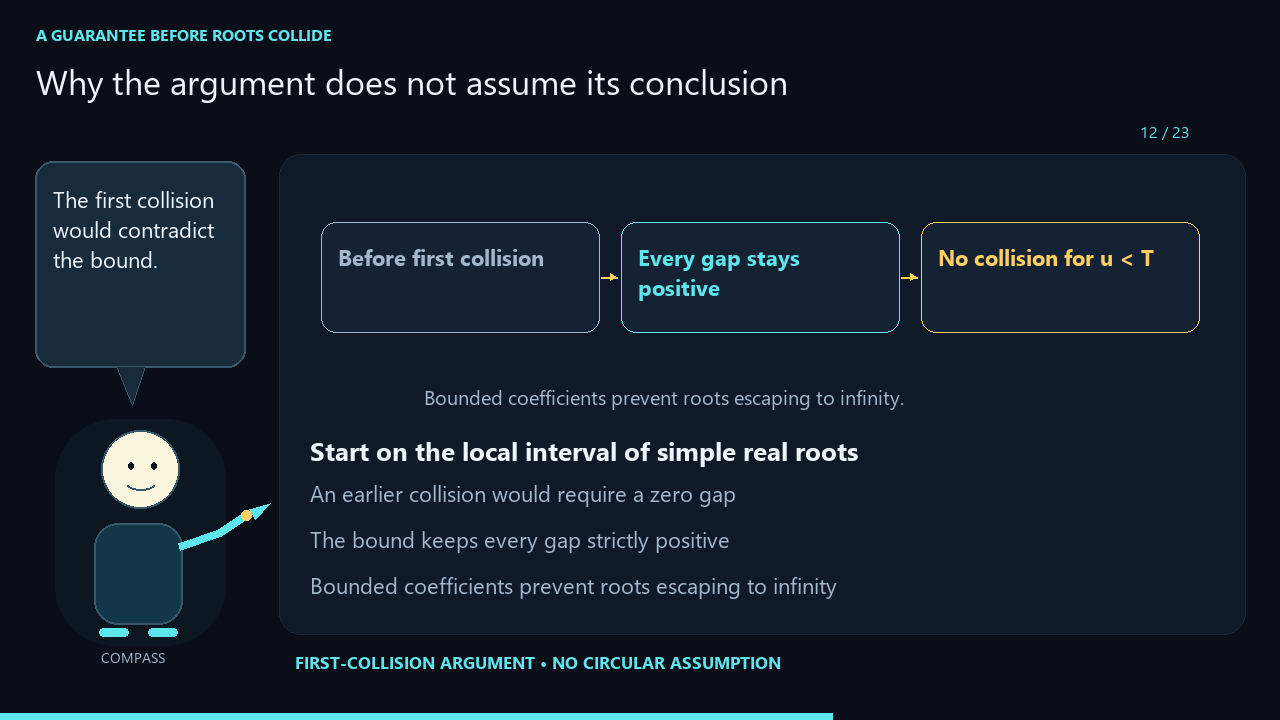 A GUARANTEE BEFORE ROOTS COLLIDE
Why the argument does not assume its conclusion
12 / 23
The first collision
would contradict
the bound.
Before first collision
Every gap stays
positive
No collision for u < T
Bounded coefficients prevent roots escaping to infinity.
Start on the local interval of simple real roots
An earlier collision would require a zero gap
The bound keeps every gap strictly positive
Bounded coefficients prevent roots escaping to infinity
COMPASS
FIRST-COLLISION ARGUMENT • NO CIRCULAR ASSUMPTION